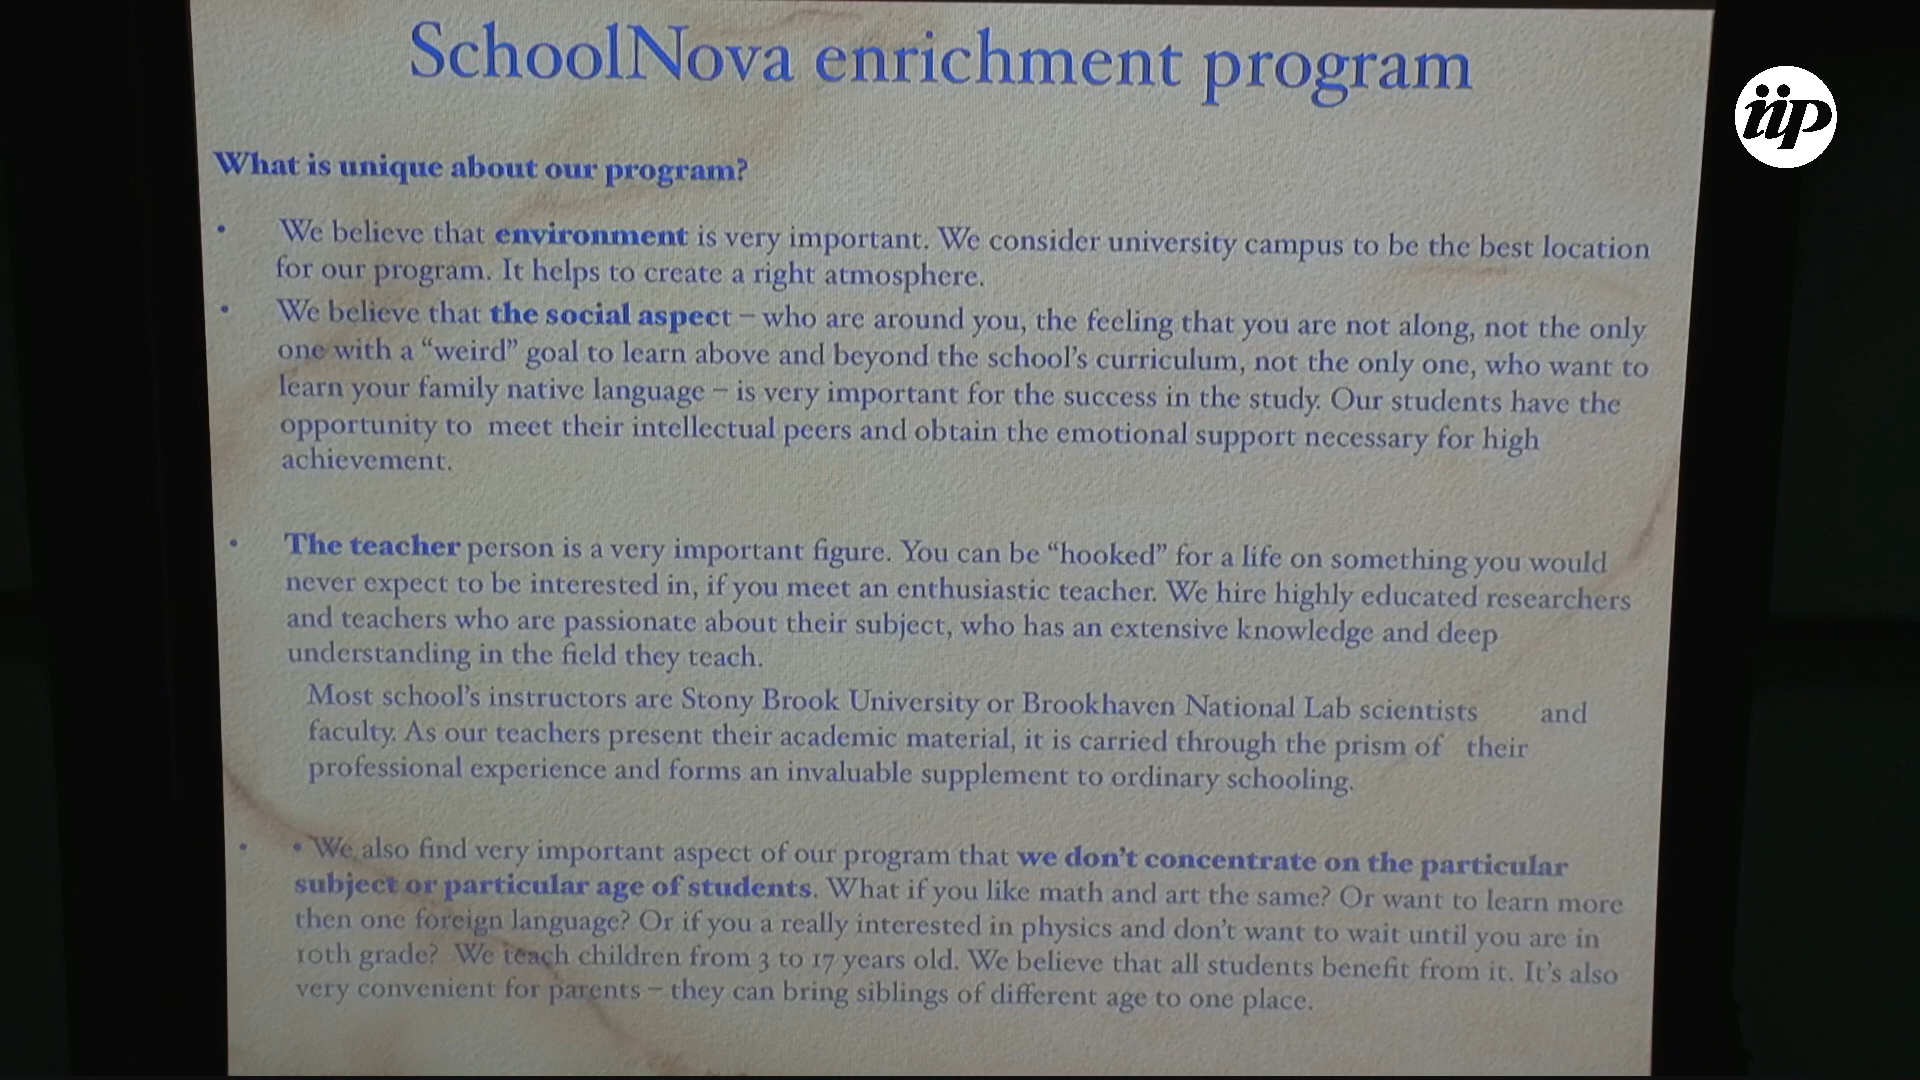 SchoolNova enrichment program
iip
What is unique about our program?
• We believe that environment is very important. We consider university campus to be the best location
for our program. It helps to create a right atmosphere.
• We believe that the social aspect – who are around you, the feeling that you are not along, not the only
one with a “weird” goal to learn above and beyond the school’s curriculum, not the only one, who want to
learn your family native language – is very important for the success in the study. Our students have the
opportunity to meet their intellectual peers and obtain the emotional support necessary for high
achievement.
• The teacher person is a very important figure. You can be “hooked” for a life on something you would
never expect to be interested in, if you meet an enthusiastic teacher. We hire highly educated researchers
and teachers who are passionate about their subject, who has an extensive knowledge and deep
understanding in the field they teach.
Most school’s instructors are Stony Brook University or Brookhaven National Lab scientists and
faculty. As our teachers present their academic material, it is carried through the prism of their
professional experience and forms an invaluable supplement to ordinary schooling.
• • We also find very important aspect of our program that we don’t concentrate on the particular
subject or particular age of students. What if you like math and art the same? Or want to learn more
then one foreign language? Or if you a really interested in physics and don’t want to wait until you are in
10th grade? We teach children from 3 to 17 years old. We believe that all students benefit from it. It’s also
very convenient for parents – they can bring siblings of different age to one place.